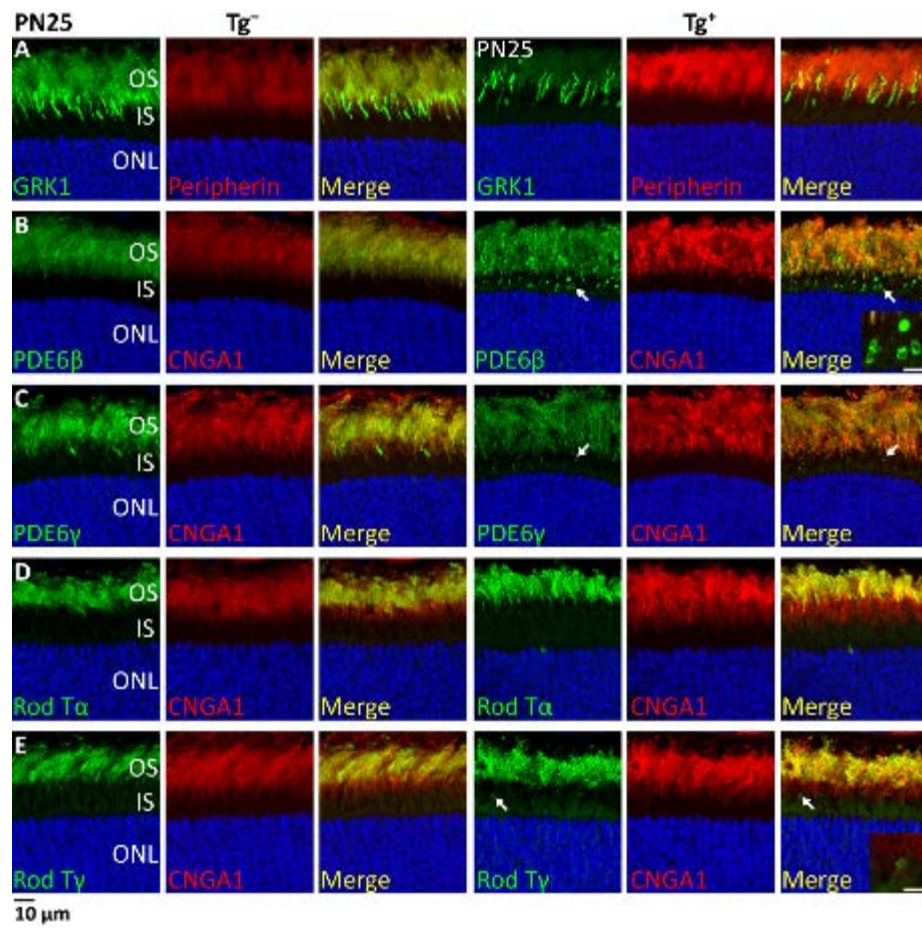 PN25 Tg⁻ Tg⁺
A OS IS ONL GRK1 Peripherin Merge PN25 GRK1 Peripherin Merge
B OS IS ONL PDE6β CNGA1 Merge PDE6β CNGA1 Merge
C OS IS ONL PDE6γ CNGA1 Merge PDE6γ CNGA1 Merge
D OS IS ONL Rod Tα CNGA1 Merge Rod Tα CNGA1 Merge
E OS IS ONL Rod Tγ CNGA1 Merge Rod Tγ CNGA1 Merge
10 μm